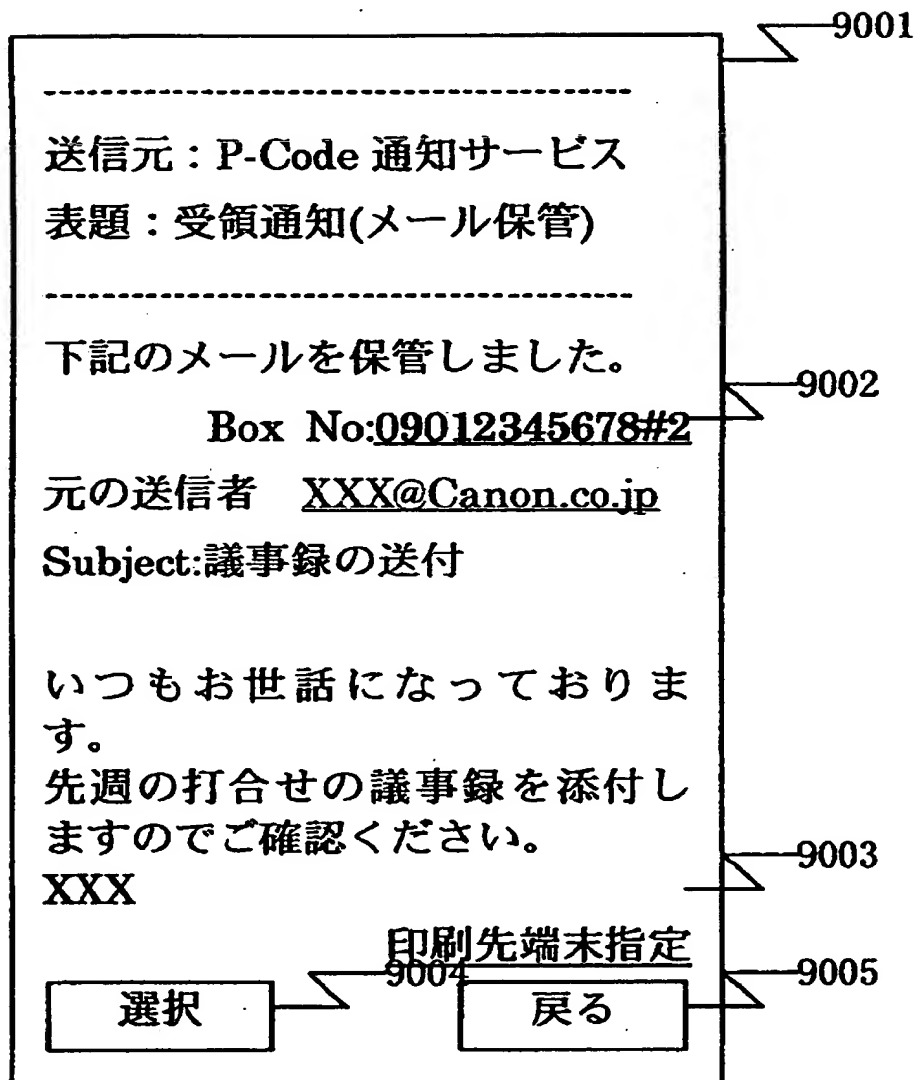 9001
----------------------------------------
送信元：P-Code 通知サービス
表題：受領通知(メール保管)
----------------------------------------
下記のメールを保管しました。
9002
Box No:09012345678#2
元の送信者 XXX@Canon.co.jp
Subject:議事録の送付
いつもお世話になっておりま
す。
先週の打合せの議事録を添付し
ますのでご確認ください。
9003
XXX
印刷先端末指定
9004
9005
選択
戻る